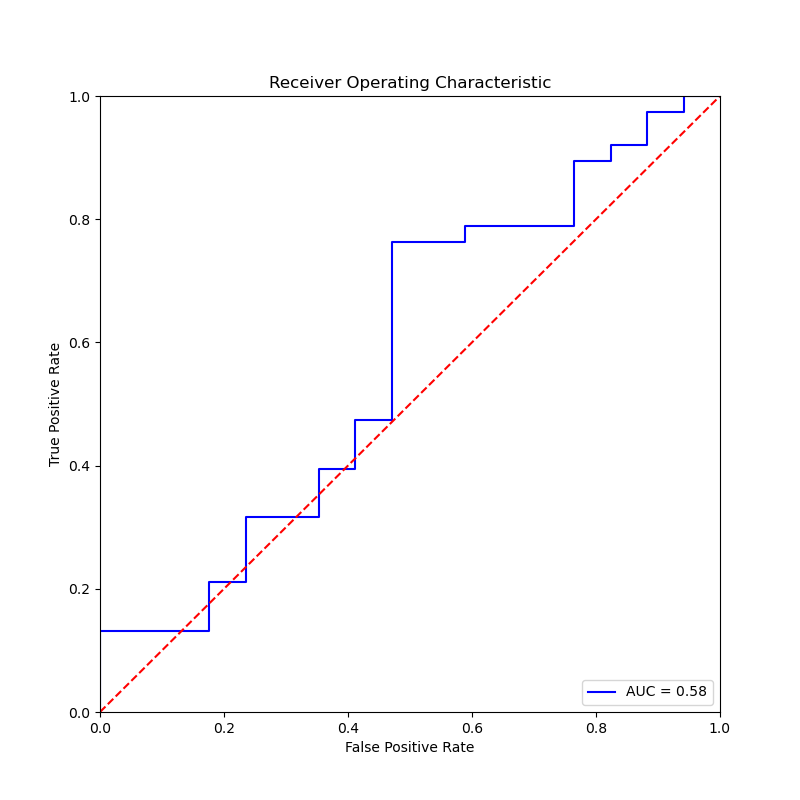 Receiver Operating Characteristic
1.0
0.8
0.6
0.4
0.2
0.0
True Positive Rate
AUC = 0.58
0.0 0.2 0.4 0.6 0.8 1.0
False Positive Rate